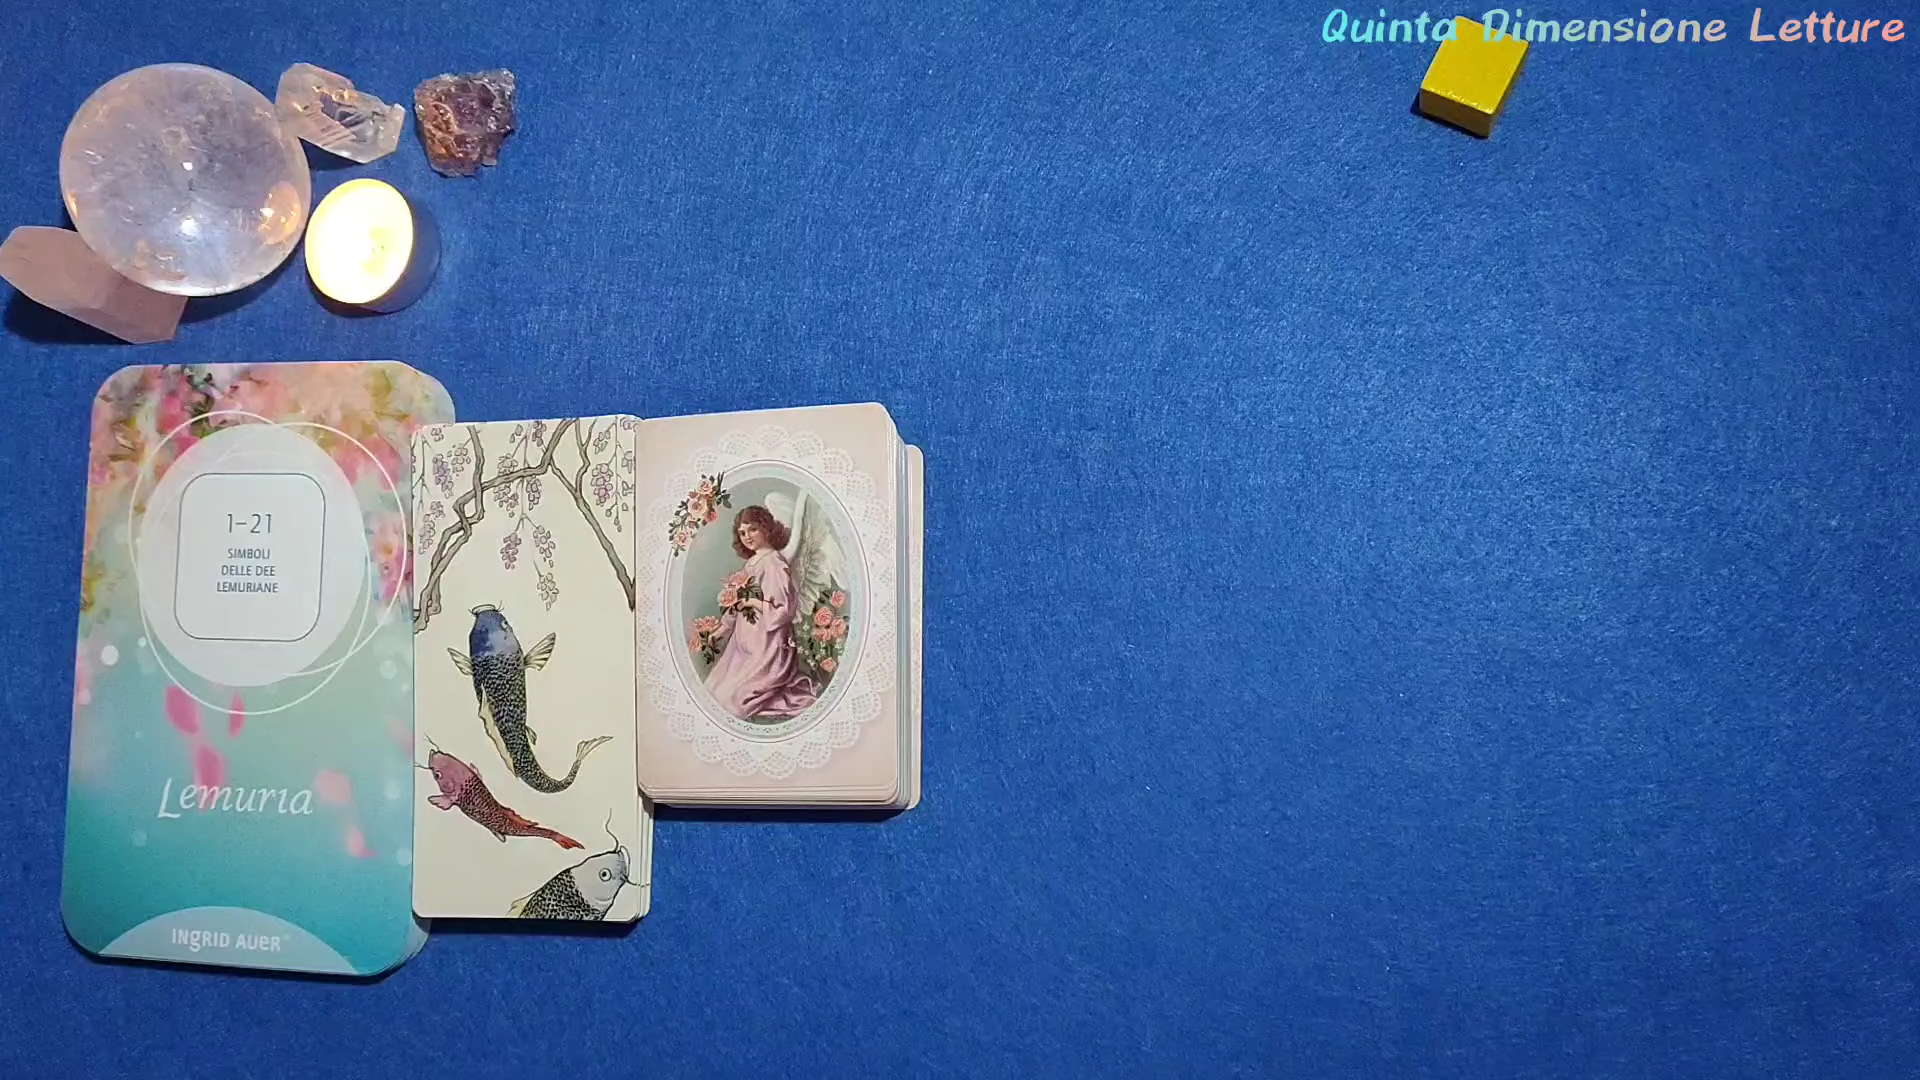 Quinta Dimensione Letture
1-21
SIMBOLI
DELLE DEE
LEMURIANE
Lemuria
INGRID AUER®